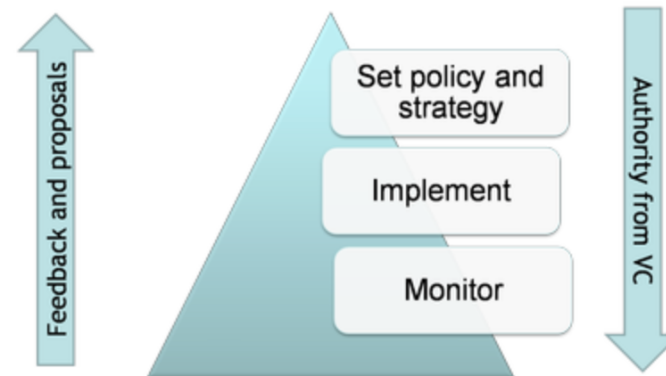 Feedback and proposals
Set policy and
strategy
Implement
Monitor
Authority from VC